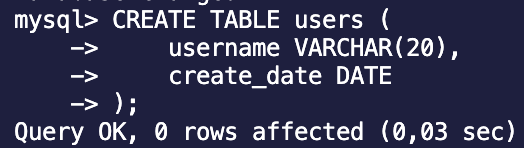 mysql> CREATE TABLE users (
    ->     username VARCHAR(20),
    ->     create_date DATE
    -> );
Query OK, 0 rows affected (0,03 sec)